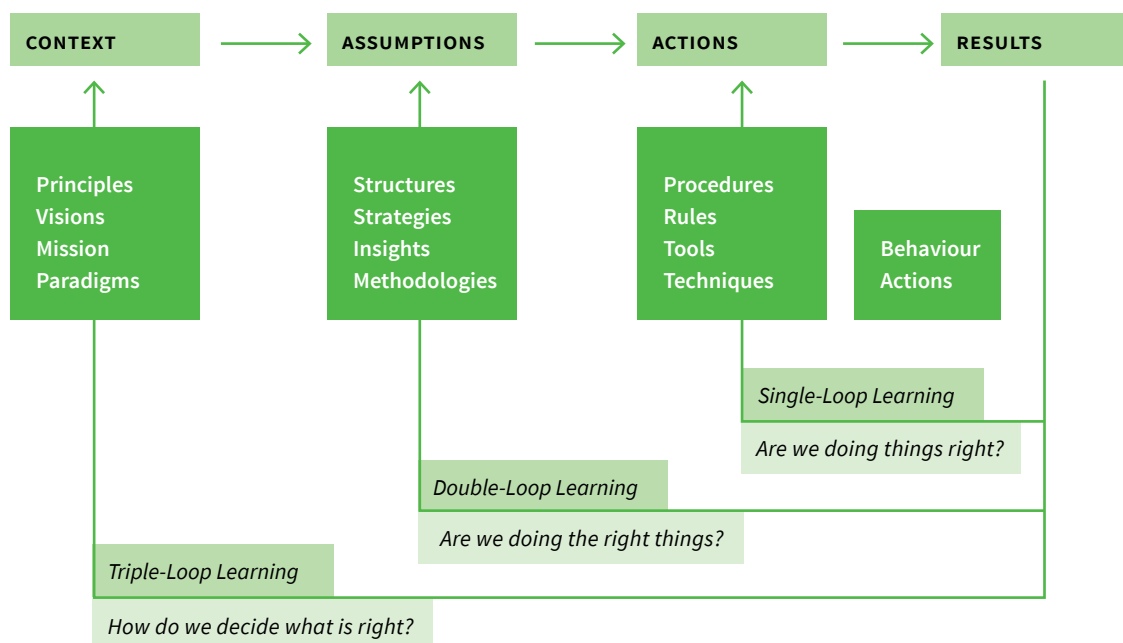 CONTEXT
ASSUMPTIONS
ACTIONS
RESULTS
Principles
Visions
Mission
Paradigms
Structures
Strategies
Insights
Methodologies
Procedures
Rules
Tools
Techniques
Behaviour
Actions
Single-Loop Learning
Are we doing things right?
Double-Loop Learning
Are we doing the right things?
Triple-Loop Learning
How do we decide what is right?